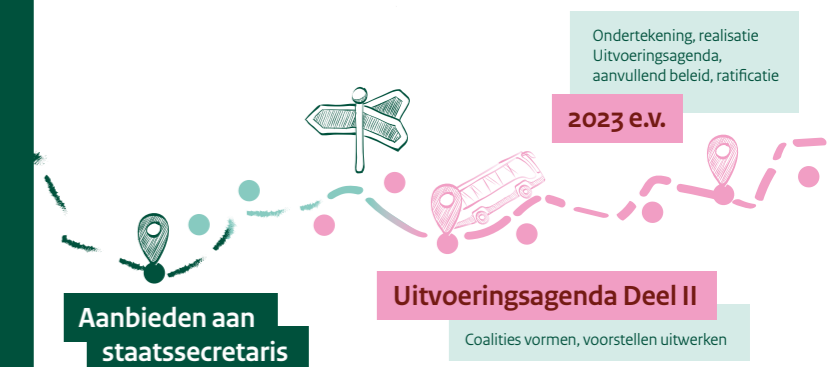 Ondertekening, realisatie
Uitvoeringsagenda,
aanvullend beleid, ratificatie
2023 e.v.
Uitvoeringsagenda Deel II
Coalities vormen, voorstellen uitwerken
Aanbieden aan
staatssecretaris